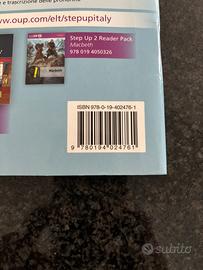 e trascrizione delle pronunce
www.oup.com/elt/stepupitaly
Step Up 2 Reader Pack
Macbeth
978 019 4050326
Macbeth
ISBN 978-0-19-402476-1
9 780194 024761
subito